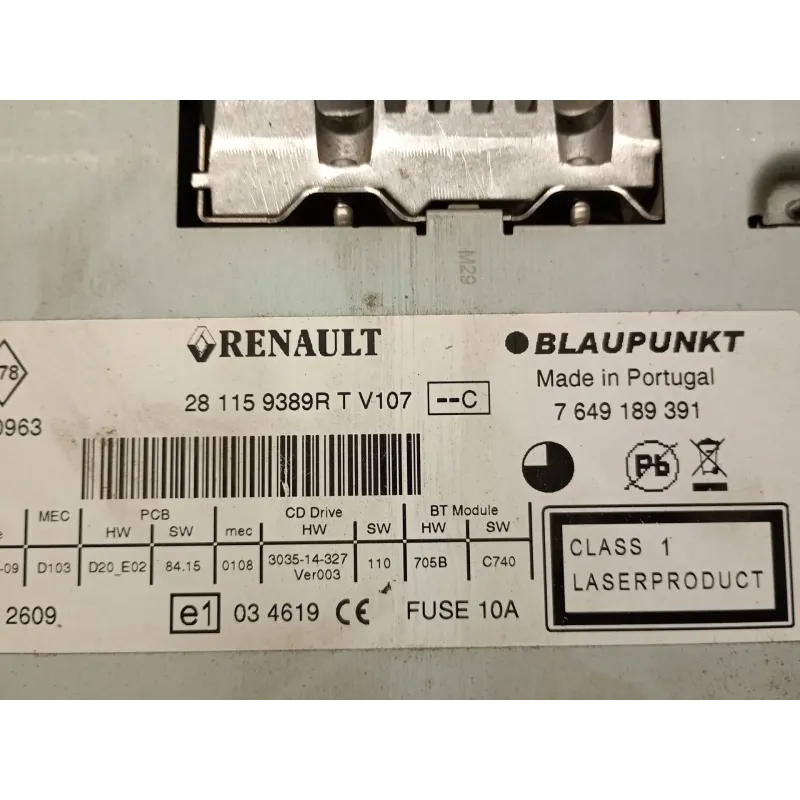 M29
RENAULT
BLAUPUNKT
78
Made in Portugal
28 115 9389R T V107 --C
7 649 189 391
0963
Pb
MEC PCB CD Drive BT Module
HW SW mec HW SW HW SW
-09 D103 D20_E02 84.15 0108 3035-14-327 Ver003 110 705B C740
CLASS 1
LASERPRODUCT
2609 e1 03 4619 CE FUSE 10A